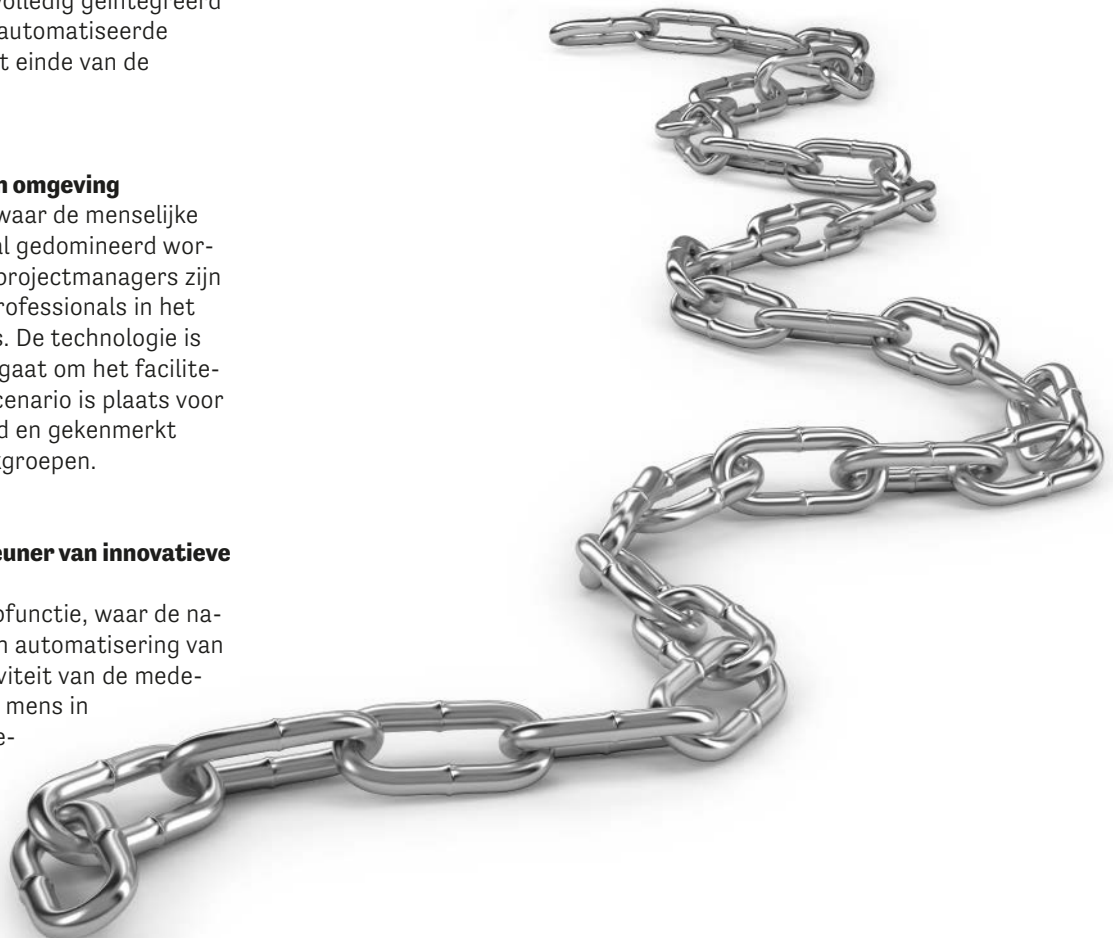 volledig geïntegreerd
automatiseerde
t einde van de
n omgeving
waar de menselijke
al gedomineerd wor-
projectmanagers zijn
rofessionals in het
s. De technologie is
gaat om het facilite-
cenario is plaats voor
d en gekenmerkt
kgroepen.
euner van innovatieve
ofunctie, waar de na-
n automatisering van
viteit van de mede-
mens in
e-